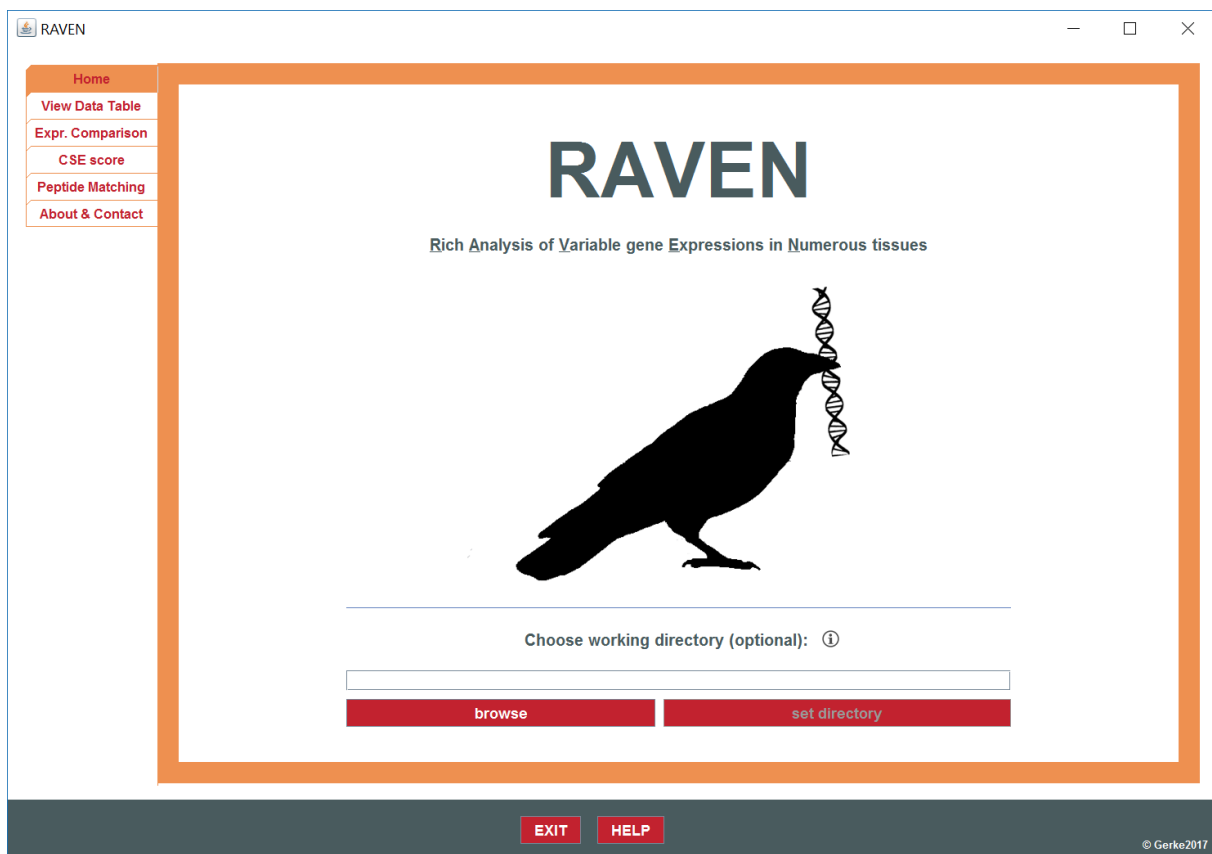 RAVEN
Home
View Data Table
Expr. Comparison
CSE score
Peptide Matching
About & Contact
RAVEN
Rich Analysis of Variable gene Expressions in Numerous tissues
Choose working directory (optional):
browse
set directory
EXIT
HELP
© Gerke2017